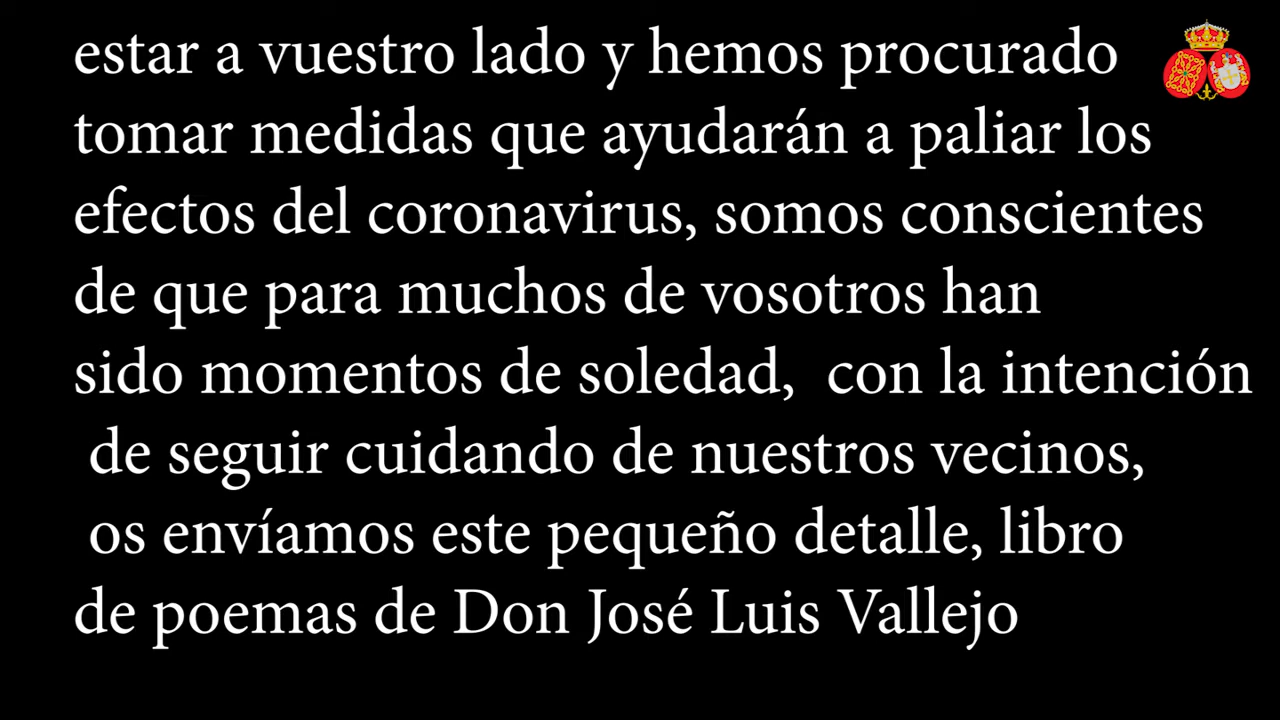 estar a vuestro lado y hemos procurado
tomar medidas que ayudarán a paliar los
efectos del coronavirus, somos conscientes
de que para muchos de vosotros han
sido momentos de soledad,  con la intención
de seguir cuidando de nuestros vecinos,
os envíamos este pequeño detalle, libro
de poemas de Don José Luis Vallejo